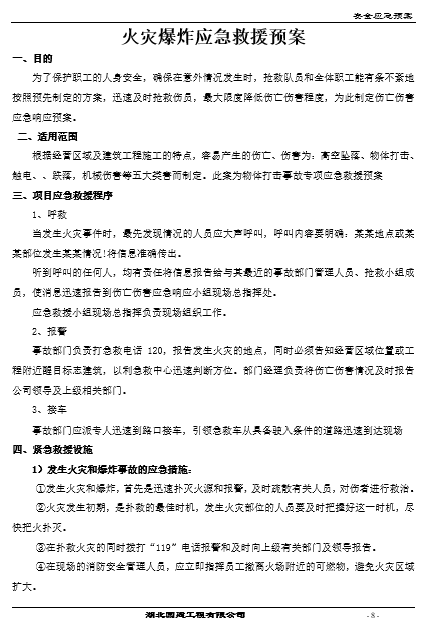 安全应急预案
火灾爆炸应急救援预案
一、目的
为了保护职工的人身安全，确保在意外情况发生时，抢救队员和全体职工能有条不紊地
按照预先制定的方案，迅速及时抢救伤员，最大限度降低伤亡伤害程度，为此制定伤亡伤害
应急响应预案。
二、适用范围
根据经营区域及建筑工程施工的特点，容易产生的伤亡、伤害为：高空坠落、物体打击、
触电、、跌落，机械伤害等五大类害而制定。此案为物体打击事故专项应急救援预案
三、项目应急救援程序
1、呼救
当发生火灾事件时，最先发现情况的人员应大声呼叫，呼叫内容要明确：某某地点或某
某部位发生某某情况!将信息准确传出。
听到呼叫的任何人，均有责任将信息报告给与其最近的事故部门管理人员、抢救小组成
员，使消息迅速报告到伤亡伤害应急响应小组现场总指挥处。
应急救援小组现场总指挥负责现场组织工作。
2、报警
事故部门负责打急救电话 120，报告发生火灾的地点，同时必须告知经营区域位置或工
程附近醒目标志建筑，以利急救中心迅速判断方位。部门经理负责将伤亡伤害情况及时报告
公司领导及上级相关部门。
3、接车
事故部门应派专人迅速到路口接车，引领急救车从具备驶入条件的道路迅速到达现场
四、紧急救援设施
1）发生火灾和爆炸事故的应急措施：
①发生火灾和爆炸，首先是迅速扑灭火源和报警，及时疏散有关人员，对伤者进行救治。
②火灾发生初期，是扑救的最佳时机，发生火灾部位的人员要及时把握好这一时机，尽
快把火扑灭。
③在扑救火灾的同时拨打“119”电话报警和及时向上级有关部门及领导报告。
④在现场的消防安全管理人员，应立即指挥员工撤离火场附近的可燃物，避免火灾区域
扩大。
-8-